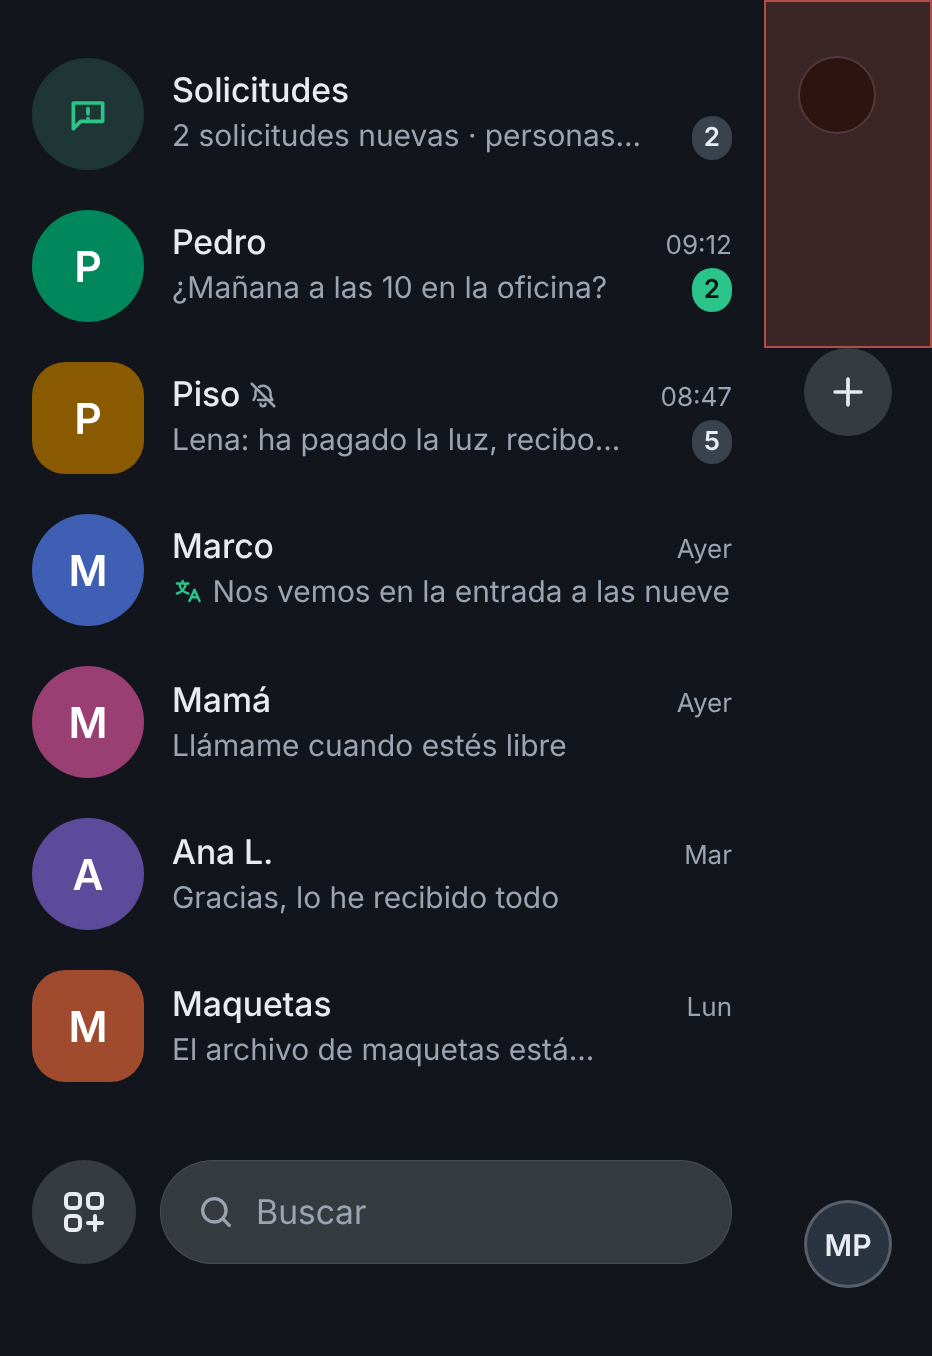 Solicitudes
2 solicitudes nuevas · personas...
2
P
Pedro
09:12
¿Mañana a las 10 en la oficina?
2
P
Piso
08:47
Lena: ha pagado la luz, recibo...
5
M
Marco
Ayer
Nos vemos en la entrada a las nueve
M
Mamá
Ayer
Llámame cuando estés libre
A
Ana L.
Mar
Gracias, lo he recibido todo
M
Maquetas
Lun
El archivo de maquetas está...
Buscar
MP